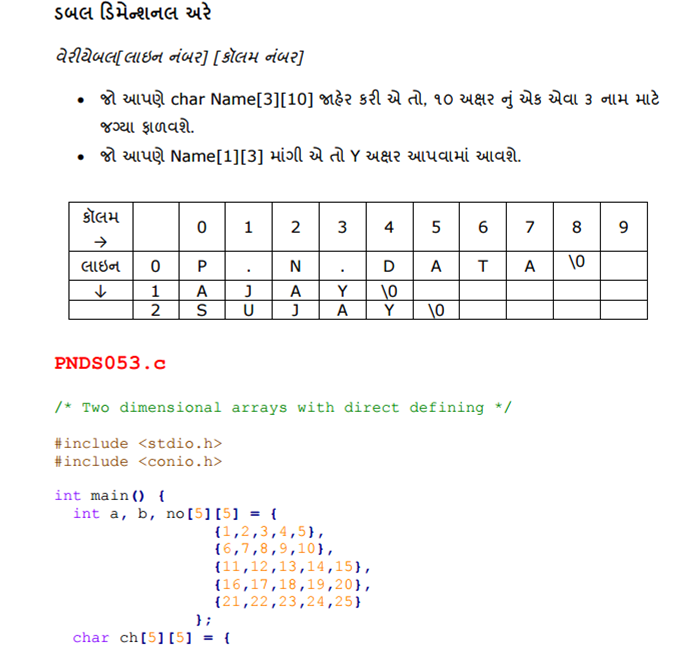 ડબલ ડિમેન્શનલ અરે
વેરીયેબલ[લાઇન નંબર] [કૉલમ નંબર]
• જો આપણે char Name[3][10] જાહેર કરી એ તો, ૧૦ અક્ષર નું એક એવા ૩ નામ માટે
જગ્યા ફાળવશે.
• જો આપણે Name[1][3] માંગી એ તો Y અક્ષર આપવામાં આવશે.
કૉલમ → 0 1 2 3 4 5 6 7 8 9
લાઇન 0 P . N . D A T A \0
↓ 1 A J A Y \0
2 S U J A Y \0
PNDS053.c
/* Two dimensional arrays with direct defining */
#include <stdio.h>
#include <conio.h>
int main() {
int a, b, no[5][5] = {
{1,2,3,4,5},
{6,7,8,9,10},
{11,12,13,14,15},
{16,17,18,19,20},
{21,22,23,24,25}
};
char ch[5][5] = {